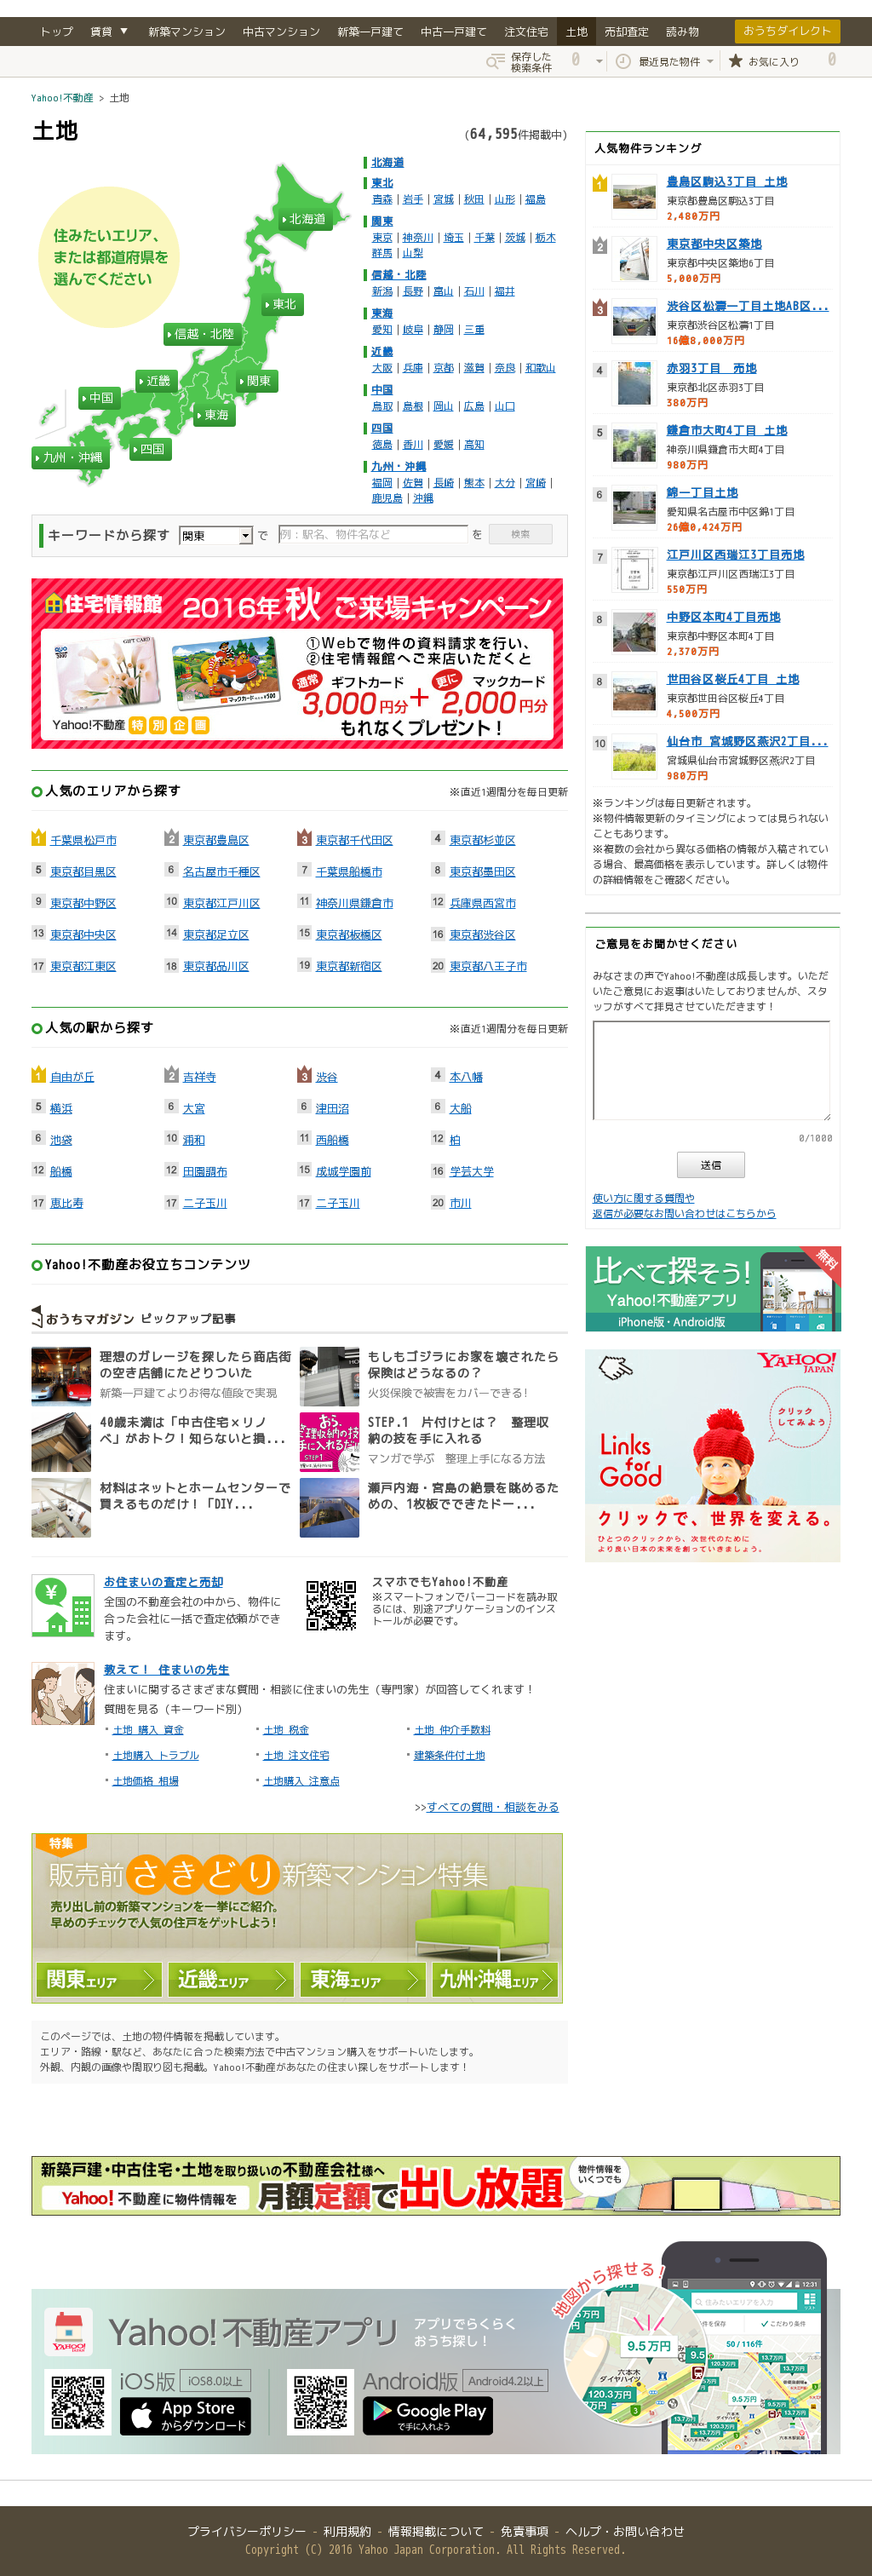 トップ 賃貸 ▼ 新築マンション 中古マンション 新築一戸建て 中古一戸建て 注文住宅 土地 売却査定 読み物 おうちダイレクト
保存した検索条件 0 最近見た物件 お気に入り 0
Yahoo!不動産 > 土地
土地
(64,595件掲載中)
住みたいエリア、
または都道府県を
選んでください
北海道
東北
信越・北陸
近畿
関東
中国
東海
四国
九州・沖縄
北海道
東北
青森 | 岩手 | 宮城 | 秋田 | 山形 | 福島
関東
東京 | 神奈川 | 埼玉 | 千葉 | 茨城 | 栃木
群馬 | 山梨
信越・北陸
新潟 | 長野 | 富山 | 石川 | 福井
東海
愛知 | 岐阜 | 静岡 | 三重
近畿
大阪 | 兵庫 | 京都 | 滋賀 | 奈良 | 和歌山
中国
鳥取 | 島根 | 岡山 | 広島 | 山口
四国
徳島 | 香川 | 愛媛 | 高知
九州・沖縄
福岡 | 佐賀 | 長崎 | 熊本 | 大分 | 宮崎 |
鹿児島 | 沖縄
キーワードから探す 関東 で 例：駅名、物件名など を 検索
住宅情報館 2016年 秋 ご来場キャンペーン
①Webで物件の資料請求を行い、
②住宅情報館へご来店いただくと
通常 ギフトカード 3,000円分 + 更に マックカード 2,000円分
もれなくプレゼント！
Yahoo!不動産 特別企画
人気のエリアから探す ※直近1週間分を毎日更新
1 千葉県松戸市 2 東京都豊島区 3 東京都千代田区 4 東京都杉並区
5 東京都目黒区 6 名古屋市千種区 7 千葉県船橋市 8 東京都墨田区
9 東京都中野区 10 東京都江戸川区 11 神奈川県鎌倉市 12 兵庫県西宮市
13 東京都中央区 14 東京都足立区 15 東京都板橋区 16 東京都渋谷区
17 東京都江東区 18 東京都品川区 19 東京都新宿区 20 東京都八王子市
人気の駅から探す ※直近1週間分を毎日更新
1 自由が丘 2 吉祥寺 3 渋谷 4 本八幡
5 横浜 6 大宮 6 津田沼 6 大船
6 池袋 10 浦和 11 西船橋 12 柏
12 船橋 12 田園調布 15 成城学園前 16 学芸大学
17 恵比寿 17 二子玉川 17 二子玉川 20 市川
Yahoo!不動産お役立ちコンテンツ
おうちマガジン ピックアップ記事
理想のガレージを探したら商店街の空き店舗にたどりついた
新築一戸建てよりお得な値段で実現
もしもゴジラにお家を壊されたら保険はどうなるの？
火災保険で被害をカバーできる！
40歳未満は「中古住宅×リノベ」がおトク！知らないと損...
STEP.1 片付けとは？ 整理収納の技を手に入れる
マンガで学ぶ 整理上手になる方法
材料はネットとホームセンターで買えるものだけ！「DIY...
瀬戸内海・宮島の絶景を眺めるための、1枚板でできたドー...
お住まいの査定と売却
全国の不動産会社の中から、物件に合った会社に一括で査定依頼ができます。
スマホでもYahoo!不動産
※スマートフォンでバーコードを読み取るには、別途アプリケーションのインストールが必要です。
教えて！ 住まいの先生
住まいに関するさまざまな質問・相談に住まいの先生（専門家）が回答してくれます！
質問を見る（キーワード別）
・土地 購入 資金 ・土地 税金 ・土地 仲介手数料
・土地購入 トラブル ・土地 注文住宅 ・建築条件付土地
・土地価格 相場 ・土地購入 注意点
>>すべての質問・相談をみる
特集
販売前さきどり新築マンション特集
売り出し前の新築マンションを一挙にご紹介。
早めのチェックで人気の住戸をゲットしよう！
関東エリア 近畿エリア 東海エリア 九州・沖縄エリア
このページでは、土地の物件情報を掲載しています。
エリア・路線・駅など、あなたに合った検索方法で中古マンション購入をサポートいたします。
外観、内観の画像や間取り図も掲載。Yahoo!不動産があなたの住まい探しをサポートします！
人気物件ランキング
1 豊島区駒込3丁目 土地
東京都豊島区駒込3丁目
2,480万円
2 東京都中央区築地
東京都中央区築地6丁目
5,000万円
3 渋谷区松濤一丁目土地AB区...
東京都渋谷区松濤1丁目
16億8,000万円
4 赤羽3丁目 売地
東京都北区赤羽3丁目
380万円
5 鎌倉市大町4丁目 土地
神奈川県鎌倉市大町4丁目
980万円
6 錦一丁目土地
愛知県名古屋市中区錦1丁目
26億0,424万円
7 江戸川区西瑞江3丁目売地
東京都江戸川区西瑞江3丁目
550万円
8 中野区本町4丁目売地
東京都中野区本町4丁目
2,370万円
8 世田谷区桜丘4丁目 土地
東京都世田谷区桜丘4丁目
4,500万円
10 仙台市 宮城野区燕沢2丁目...
宮城県仙台市宮城野区燕沢2丁目
980万円
※ランキングは毎日更新されます。
※物件情報更新のタイミングによっては見られないこともあります。
※複数の会社から異なる価格の情報が入稿されている場合、最高価格を表示しています。詳しくは物件の詳細情報をご確認ください。
ご意見をお聞かせください
みなさまの声でYahoo!不動産は成長します。いただいたご意見にお返事はいたしておりませんが、スタッフがすべて拝見させていただきます！
0/1000
送信
使い方に関する質問や
返信が必要なお問い合わせはこちらから
比べて探そう！ 無料
Yahoo!不動産アプリ
iPhone版・Android版
YAHOO! JAPAN
クリックしてみよう
Links for Good
クリックで、世界を変える。
ひとつのクリックから、次世代のために
より良い日本の未来を創っていきましょう。
新築戸建・中古住宅・土地を取り扱いの不動産会社様へ
Yahoo!不動産に物件情報を 月額定額で出し放題
物件情報をいくつでも
Yahoo!不動産アプリ アプリでらくらくおうち探し！
地図から探せる！
iOS版 iOS8.0以上 Android版 Android4.2以上
App Store からダウンロード Google Play で手に入れよう
プライバシーポリシー - 利用規約 - 情報掲載について - 免責事項 - ヘルプ・お問い合わせ
Copyright (C) 2016 Yahoo Japan Corporation. All Rights Reserved.